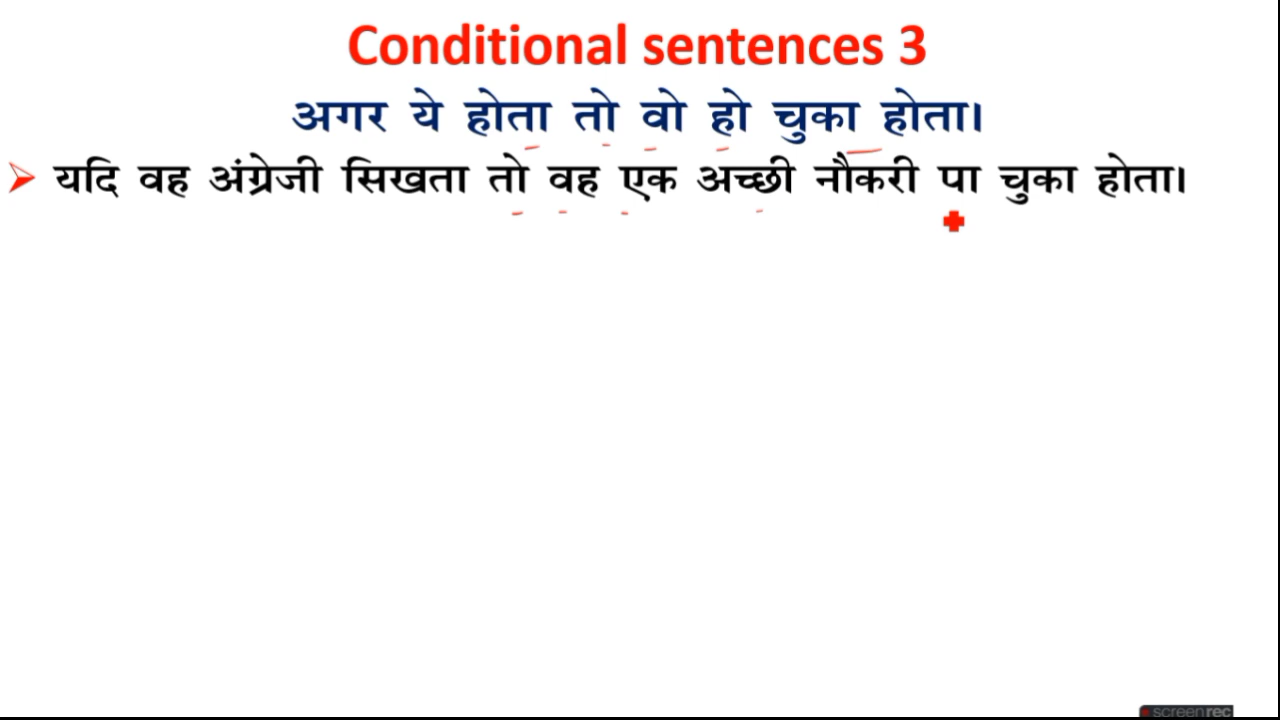 Conditional sentences 3
अगर ये होता तो वो हो चुका होता।
यदि वह अंग्रेजी सिखता तो वह एक अच्छी नौकरी पा चुका होता।
screenrec